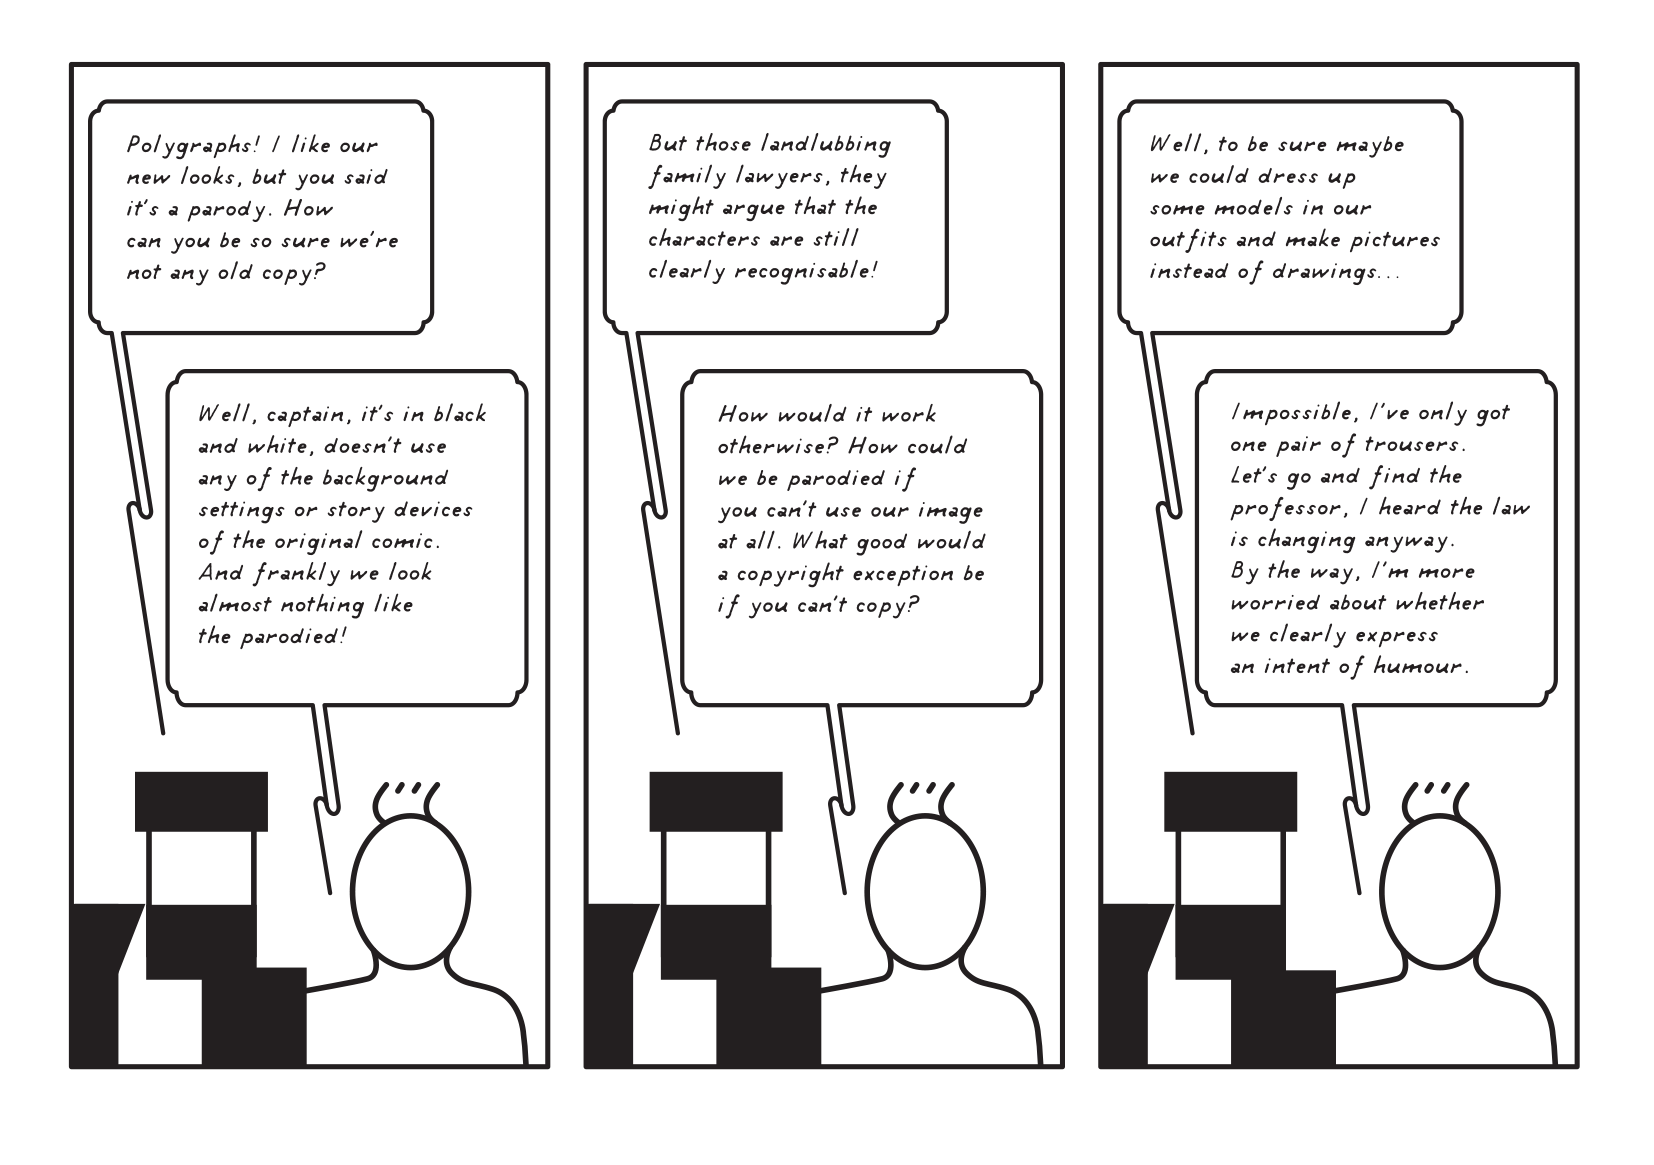 Polygraphs! I like our
new looks, but you said
it's a parody. How
can you be so sure we're
not any old copy?
Well, captain, it's in black
and white, doesn't use
any of the background
settings or story devices
of the original comic.
And frankly we look
almost nothing like
the parodied!
But those landlubbing
family lawyers, they
might argue that the
characters are still
clearly recognisable!
How would it work
otherwise? How could
we be parodied if
you can't use our image
at all. What good would
a copyright exception be
if you can't copy?
Well, to be sure maybe
we could dress up
some models in our
outfits and make pictures
instead of drawings...
Impossible, I've only got
one pair of trousers.
Let's go and find the
professor, I heard the law
is changing anyway.
By the way, I'm more
worried about whether
we clearly express
an intent of humour.